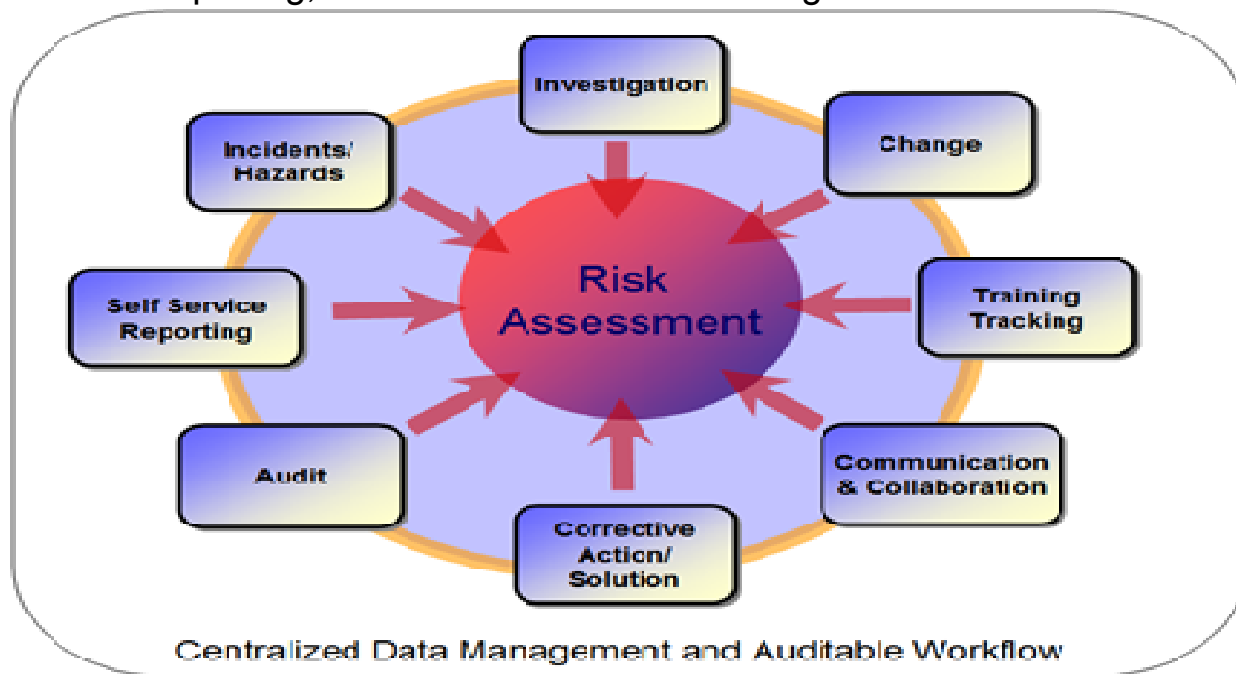 Investigation
Change
Incidents/
Hazards
Risk
Assessment
Self Service
Reporting
Training
Tracking
Audit
Communication
& Collaboration
Corrective
Action/
Solution
Centralized Data Management and Auditable Workflow